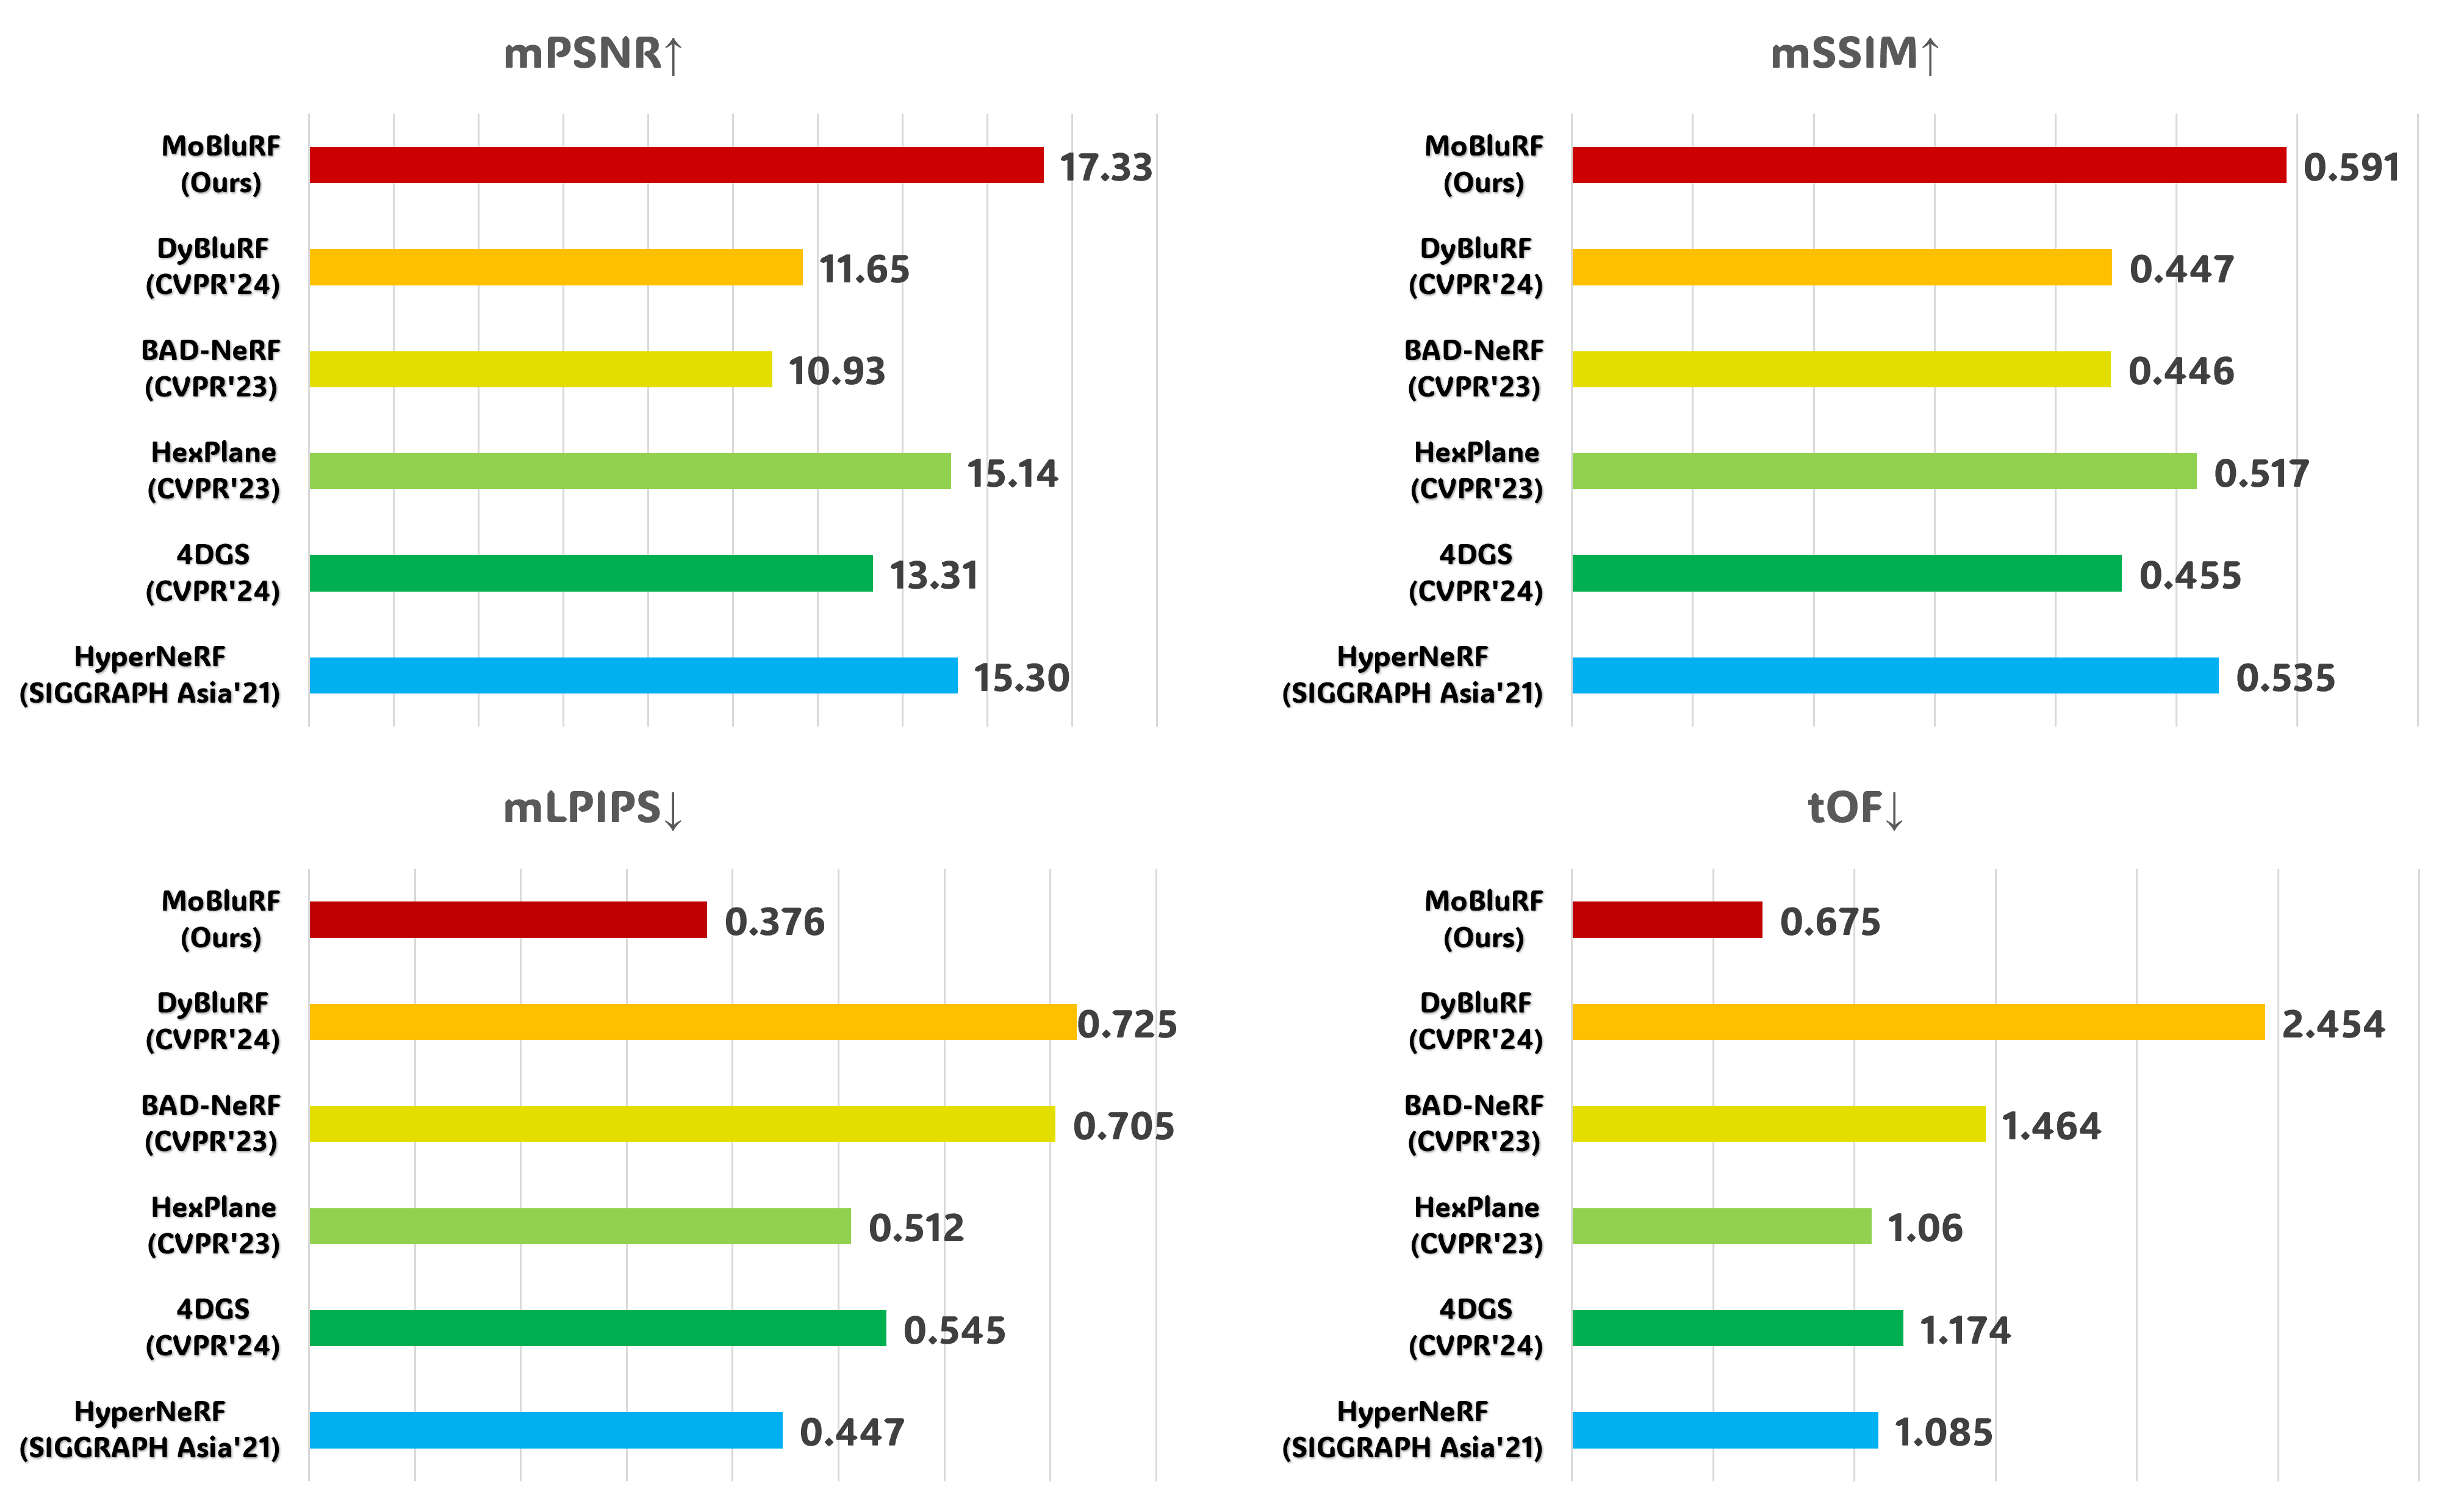 mPSNR↑
MoBluRF
(Ours)
17.33
DyBluRF
(CVPR'24)
11.65
BAD-NeRF
(CVPR'23)
10.93
HexPlane
(CVPR'23)
15.14
4DGS
(CVPR'24)
13.31
HyperNeRF
(SIGGRAPH Asia'21)
15.30
mSSIM↑
MoBluRF
(Ours)
0.591
DyBluRF
(CVPR'24)
0.447
BAD-NeRF
(CVPR'23)
0.446
HexPlane
(CVPR'23)
0.517
4DGS
(CVPR'24)
0.455
HyperNeRF
(SIGGRAPH Asia'21)
0.535
mLPIPS↓
MoBluRF
(Ours)
0.376
DyBluRF
(CVPR'24)
0.725
BAD-NeRF
(CVPR'23)
0.705
HexPlane
(CVPR'23)
0.512
4DGS
(CVPR'24)
0.545
HyperNeRF
(SIGGRAPH Asia'21)
0.447
tOF↓
MoBluRF
(Ours)
0.675
DyBluRF
(CVPR'24)
2.454
BAD-NeRF
(CVPR'23)
1.464
HexPlane
(CVPR'23)
1.06
4DGS
(CVPR'24)
1.174
HyperNeRF
(SIGGRAPH Asia'21)
1.085